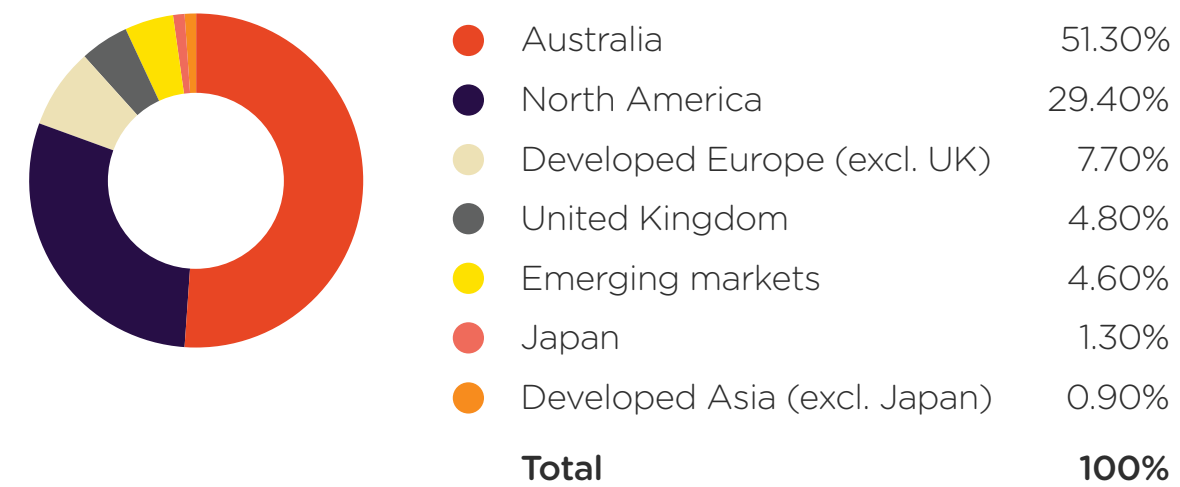 Australia 51.30%
North America 29.40%
Developed Europe (excl. UK) 7.70%
United Kingdom 4.80%
Emerging markets 4.60%
Japan 1.30%
Developed Asia (excl. Japan) 0.90%
Total 100%